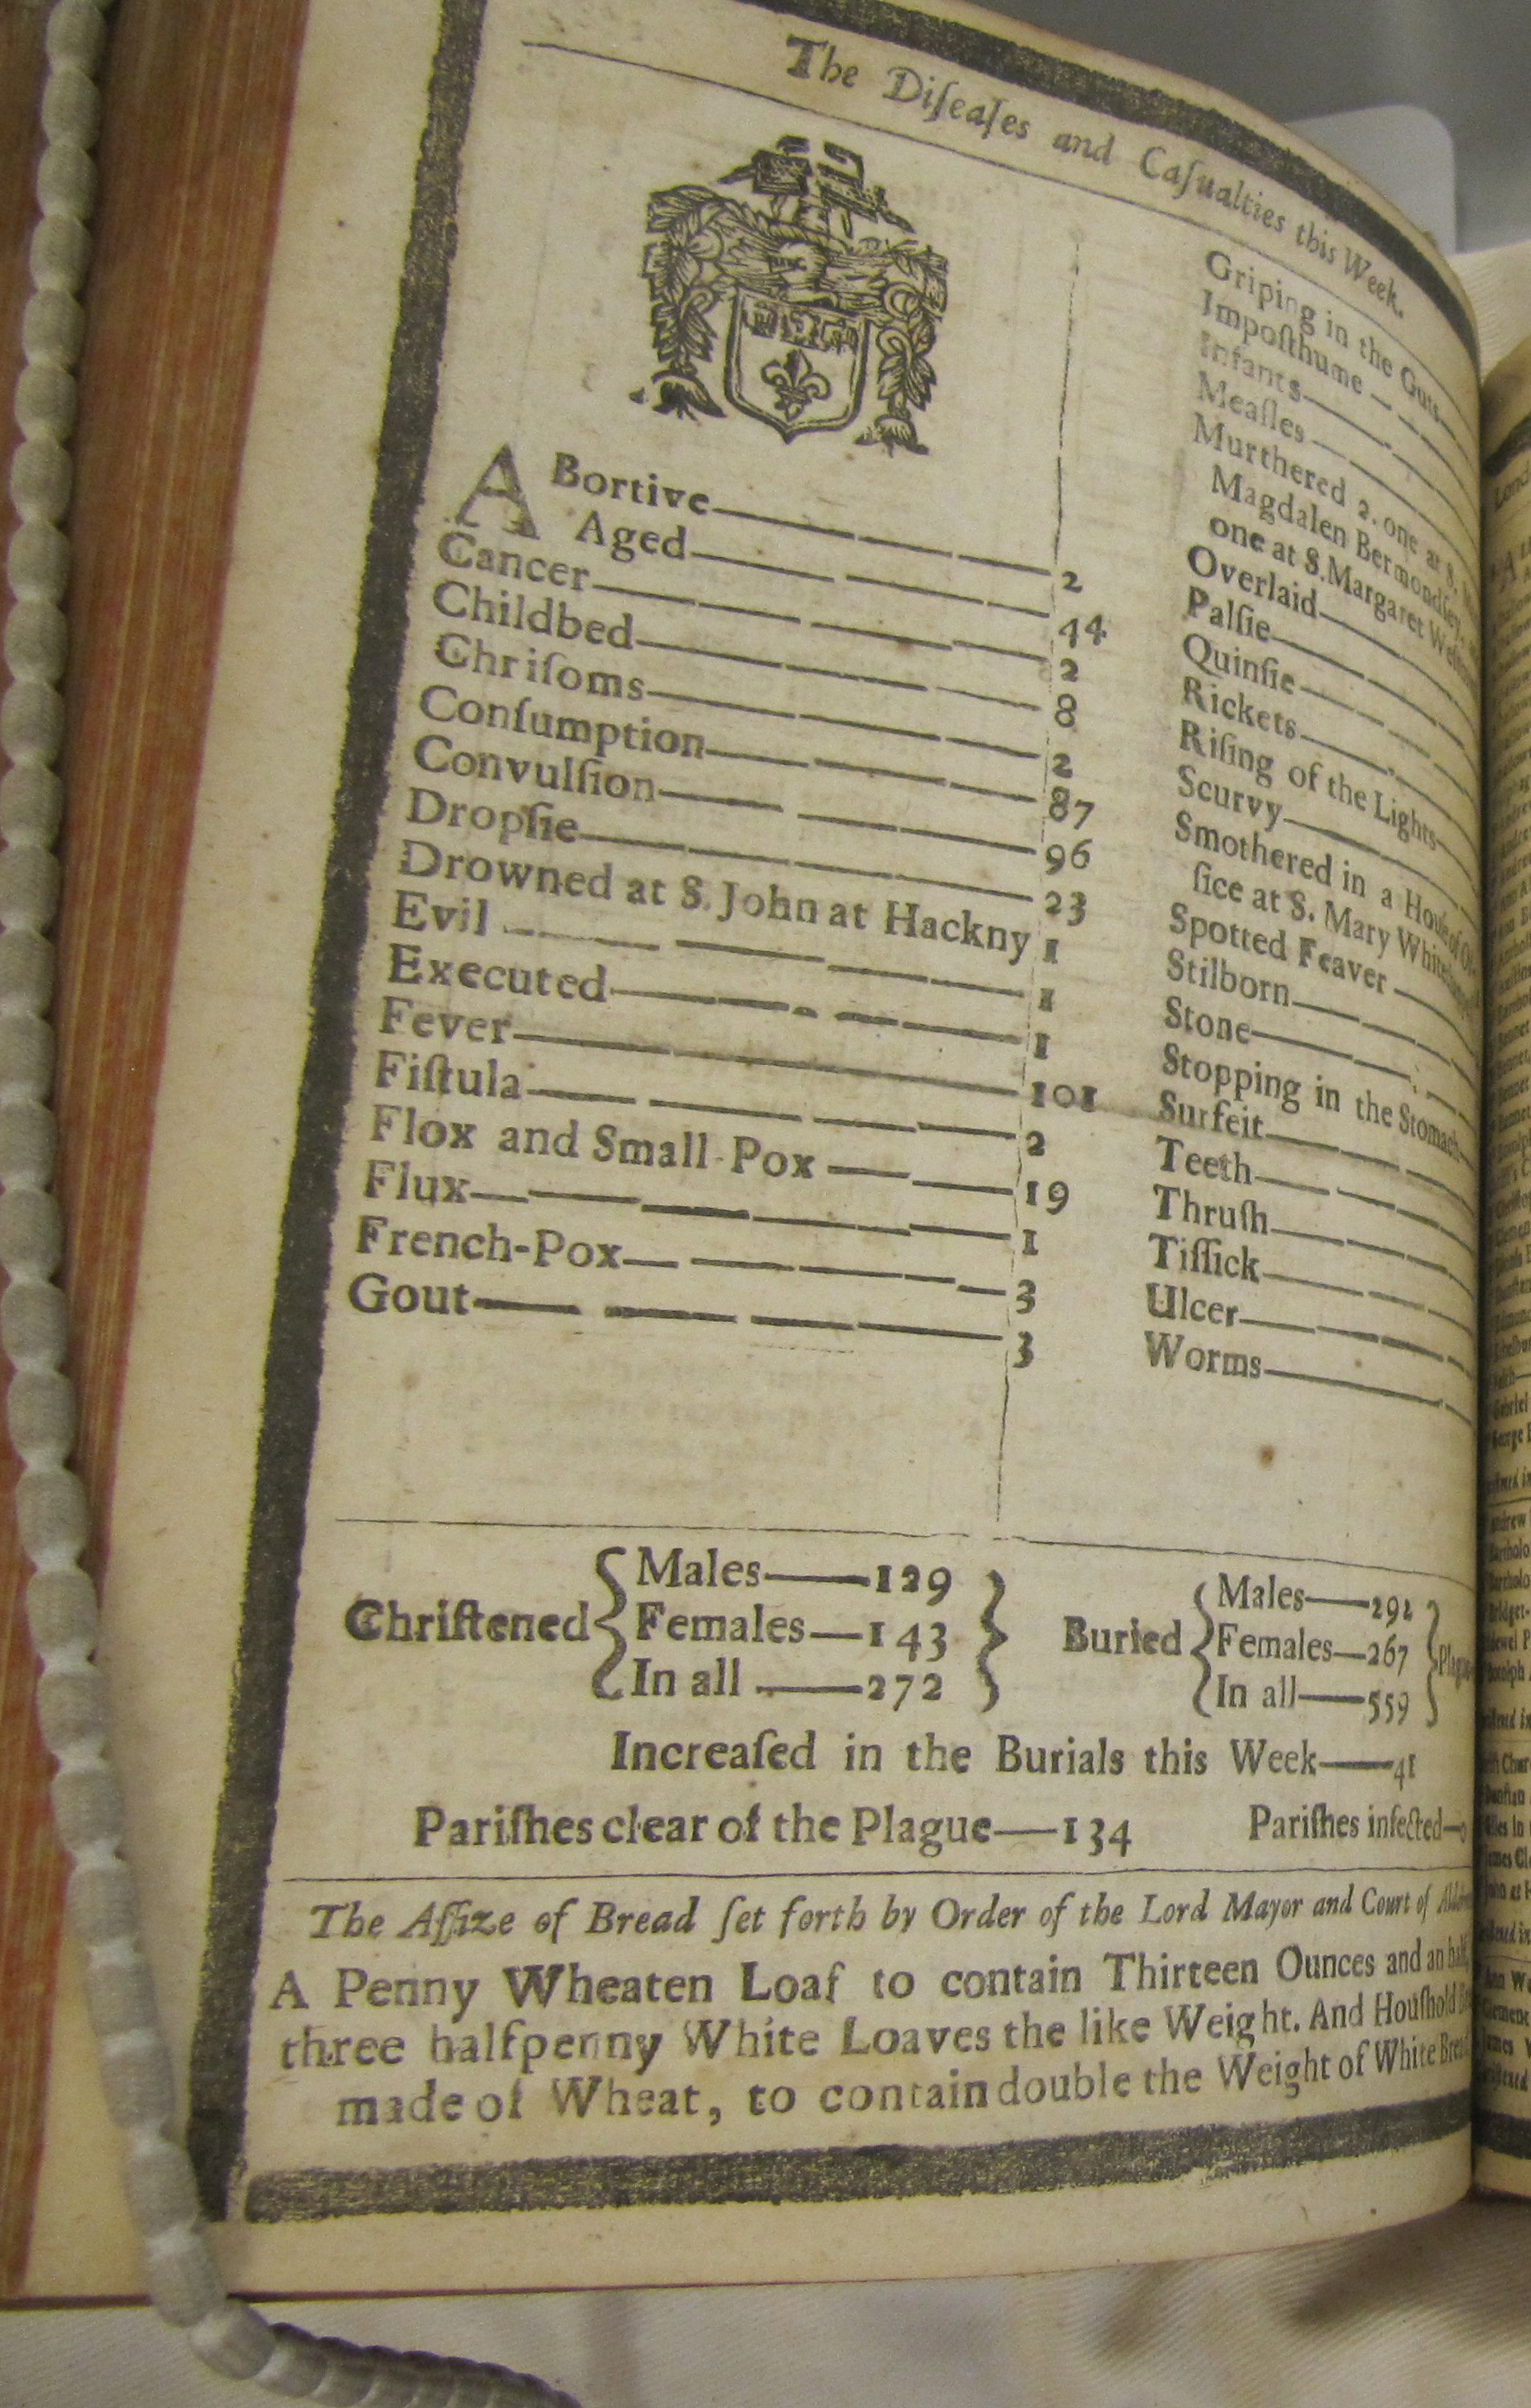 The Diſeaſes and Caſualties this Week.
ABortive 2
Aged 44
Cancer 2
Childbed 8
Chriſoms 2
Conſumption 87
Convulſion 96
Dropſie 23
Drowned at S. John at Hackny 1
Evil 1
Executed 1
Fever 101
Fiſtula 2
Flox and Small-Pox 19
Flux 1
French-Pox 3
Gout 3
Griping in the Guts
Impoſthume
Infants
Meaſles
Murthered 2. one at S.
Magdalen Bermondſey,
one at S. Margaret
Overlaid
Palſie
Quinſie
Rickets
Riſing of the Lights
Scurvy
Smothered in a Houſe of
ſice at S. Mary
Spotted Feaver
Stilborn
Stone
Stopping in the Stomach
Surfeit
Teeth
Thruſh
Tiſſick
Ulcer
Worms
Chriſtened { Males—129
Females—143
In all—272 }
Buried { Males—292
Females—267
In all—559 }
Increaſed in the Burials this Week—41
Pariſhes clear of the Plague—134 Pariſhes infected—0
The Aſſize of Bread ſet forth by Order of the Lord Mayor and Court of
A Penny Wheaten Loaf to contain Thirteen Ounces and an half,
three halfpenny White Loaves the like Weight. And Houſhold
made of Wheat, to contain double the Weight of White